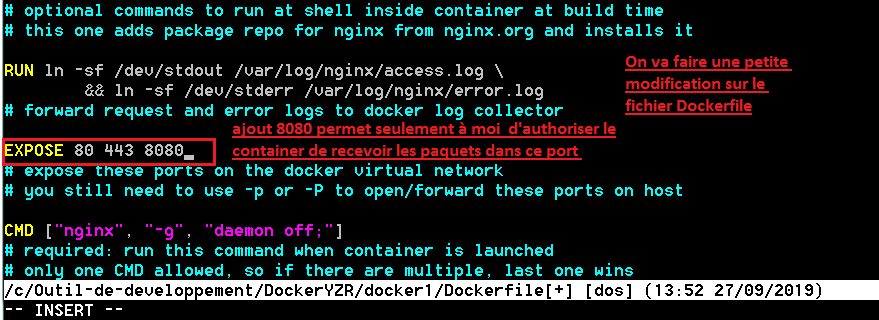 # optional commands to run at shell inside container at build time
# this one adds package repo for nginx from nginx.org and installs it
RUN ln -sf /dev/stdout /var/log/nginx/access.log \
&& ln -sf /dev/stderr /var/log/nginx/error.log
# forward request and error logs to docker log collector
On va faire une petite
modification sur le
fichier Dockerfile
ajout 8080 permet seulement à moi d'authoriser le
container de recevoir les paquets dans ce port
EXPOSE 80 443 8080
# expose these ports on the docker virtual network
# you still need to use -p or -P to open/forward these ports on host
CMD ["nginx", "-g", "daemon off;"]
# required: run this command when container is launched
# only one CMD allowed, so if there are multiple, last one wins
/c/Outil-de-developpement/DockerYZR/docker1/Dockerfile[+] [dos] (13:52 27/09/2019)
-- INSERT --